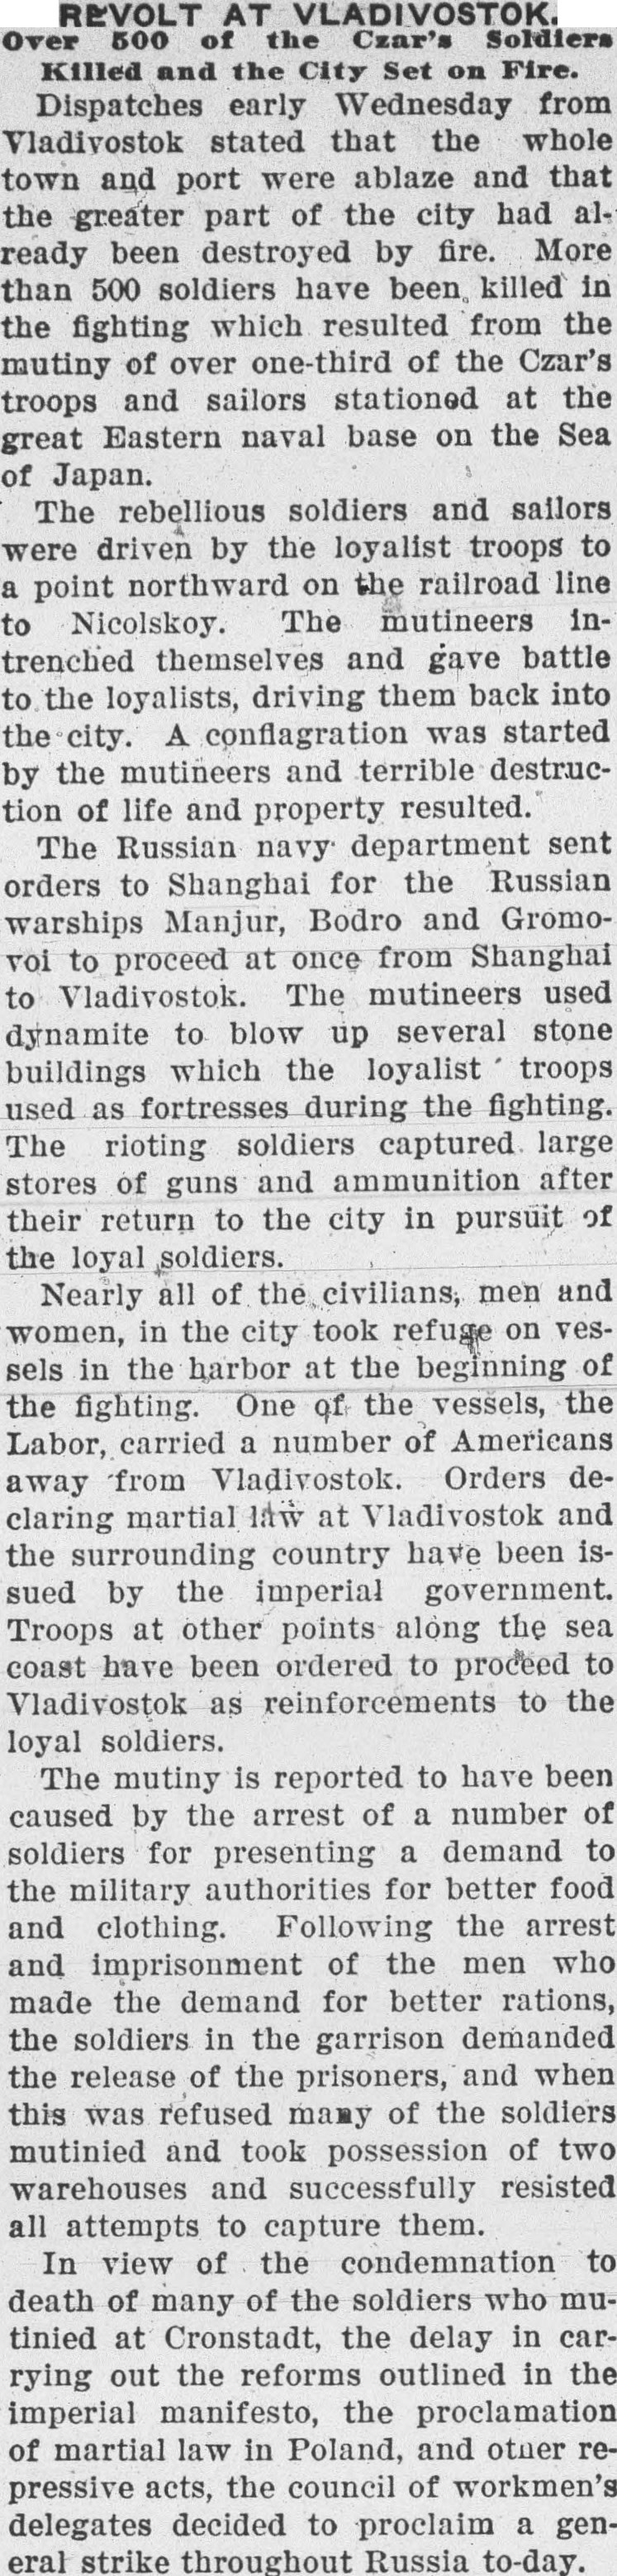 REVOLT AT VLADIVOSTOK.
Over 500 of the Czar's Soldiers
Killed and the City Set on Fire.
Dispatches early Wednesday from
Vladivostok stated that the whole
town and port were ablaze and that
the greater part of the city had al-
ready been destroyed by fire. More
than 500 soldiers have been killed in
the fighting which resulted from the
mutiny of over one-third of the Czar's
troops and sailors stationed at the
great Eastern naval base on the Sea
of Japan.
The rebellious soldiers and sailors
were driven by the loyalist troops to
a point northward on the railroad line
to Nicolskoy. The mutineers in-
trenched themselves and gave battle
to the loyalists, driving them back into
the city. A conflagration was started
by the mutineers and terrible destruc-
tion of life and property resulted.
The Russian navy department sent
orders to Shanghai for the Russian
warships Manjur, Bodro and Gromo-
voi to proceed at once from Shanghai
to Vladivostok. The mutineers used
dynamite to blow up several stone
buildings which the loyalist troops
used as fortresses during the fighting.
The rioting soldiers captured large
stores of guns and ammunition after
their return to the city in pursuit of
the loyal soldiers.
Nearly all of the civilians, men and
women, in the city took refuge on ves-
sels in the harbor at the beginning of
the fighting. One of the vessels, the
Labor, carried a number of Americans
away from Vladivostok. Orders de-
claring martial law at Vladivostok and
the surrounding country have been is-
sued by the imperial government.
Troops at other points along the sea
coast have been ordered to proceed to
Vladivostok as reinforcements to the
loyal soldiers.
The mutiny is reported to have been
caused by the arrest of a number of
soldiers for presenting a demand to
the military authorities for better food
and clothing. Following the arrest
and imprisonment of the men who
made the demand for better rations,
the soldiers in the garrison demanded
the release of the prisoners, and when
this was refused many of the soldiers
mutinied and took possession of two
warehouses and successfully resisted
all attempts to capture them.
In view of the condemnation to
death of many of the soldiers who mu-
tinied at Cronstadt, the delay in car-
rying out the reforms outlined in the
imperial manifesto, the proclamation
of martial law in Poland, and other re-
pressive acts, the council of workmen's
delegates decided to proclaim a gen-
eral strike throughout Russia to-day.